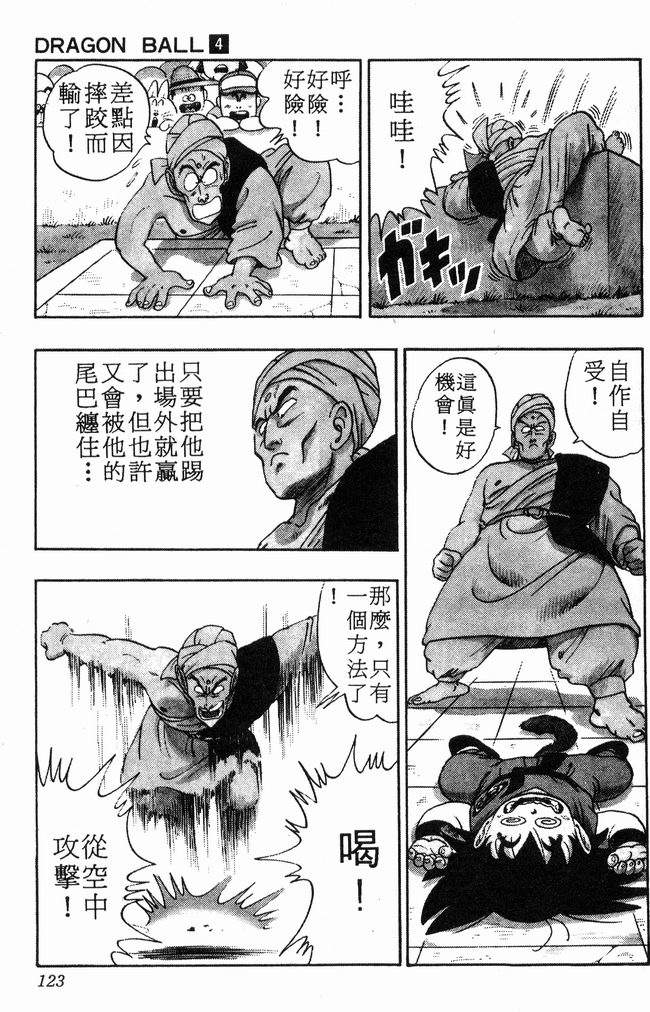 DRAGON BALL 4
哇哇！
ガキッ
呼…
好險！
好險！
差點因
摔跤而
輸了！
自作自
受！
這真是好
機會！
只要把他踢
出場外就贏
了，但也許
又會被他的
尾巴纏住…
那麼，只有
一個方法了
！
喝！
從空中
攻擊！
123